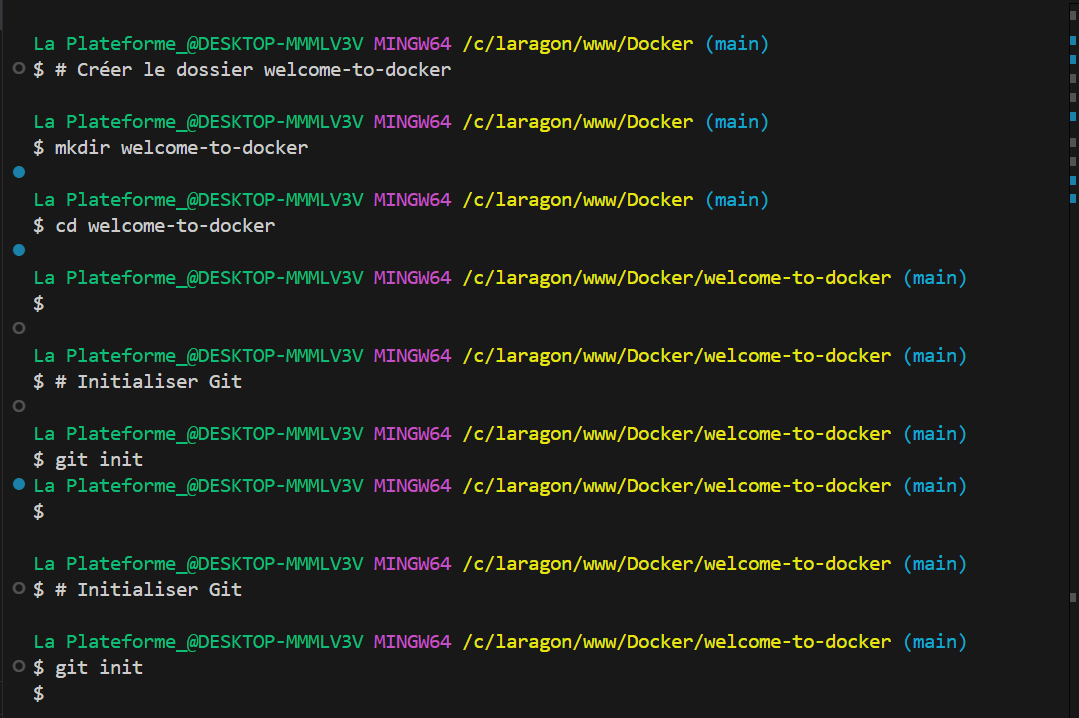 La Plateforme_@DESKTOP-MMMLV3V MINGW64 /c/laragon/www/Docker (main)
$ # Créer le dossier welcome-to-docker
La Plateforme_@DESKTOP-MMMLV3V MINGW64 /c/laragon/www/Docker (main)
$ mkdir welcome-to-docker
La Plateforme_@DESKTOP-MMMLV3V MINGW64 /c/laragon/www/Docker (main)
$ cd welcome-to-docker
La Plateforme_@DESKTOP-MMMLV3V MINGW64 /c/laragon/www/Docker/welcome-to-docker (main)
$
La Plateforme_@DESKTOP-MMMLV3V MINGW64 /c/laragon/www/Docker/welcome-to-docker (main)
$ # Initialiser Git
La Plateforme_@DESKTOP-MMMLV3V MINGW64 /c/laragon/www/Docker/welcome-to-docker (main)
$ git init
La Plateforme_@DESKTOP-MMMLV3V MINGW64 /c/laragon/www/Docker/welcome-to-docker (main)
$
La Plateforme_@DESKTOP-MMMLV3V MINGW64 /c/laragon/www/Docker/welcome-to-docker (main)
$ # Initialiser Git
La Plateforme_@DESKTOP-MMMLV3V MINGW64 /c/laragon/www/Docker/welcome-to-docker (main)
$ git init
$